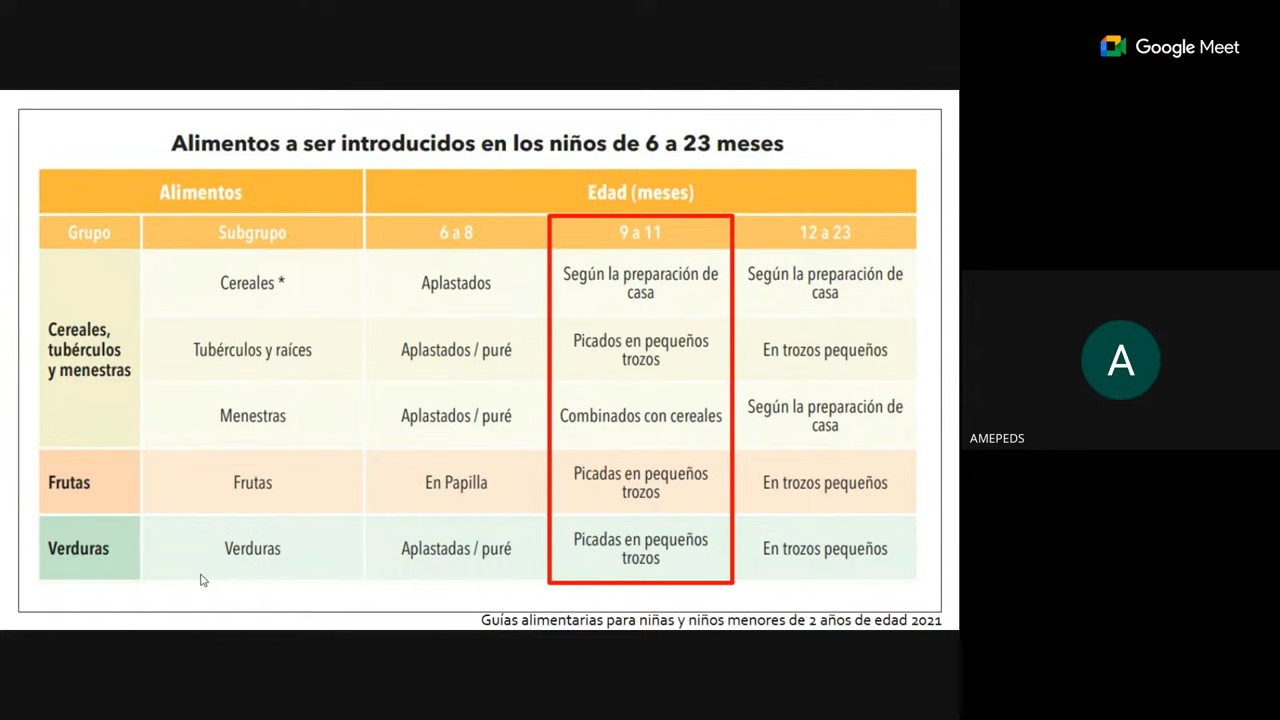 Google Meet
Alimentos a ser introducidos en los niños de 6 a 23 meses
Alimentos
Edad (meses)
Grupo
Subgrupo
6 a 8
9 a 11
12 a 23
Cereales,
tubérculos
y menestras
Cereales *
Aplastados
Según la preparación de
casa
Según la preparación de
casa
Tubérculos y raíces
Aplastados / puré
Picados en pequeños
trozos
En trozos pequeños
Menestras
Aplastados / puré
Combinados con cereales
Según la preparación de
casa
Frutas
Frutas
En Papilla
Picadas en pequeños
trozos
En trozos pequeños
Verduras
Verduras
Aplastadas / puré
Picadas en pequeños
trozos
En trozos pequeños
Guías alimentarias para niñas y niños menores de 2 años de edad 2021
A
AMEPEDS